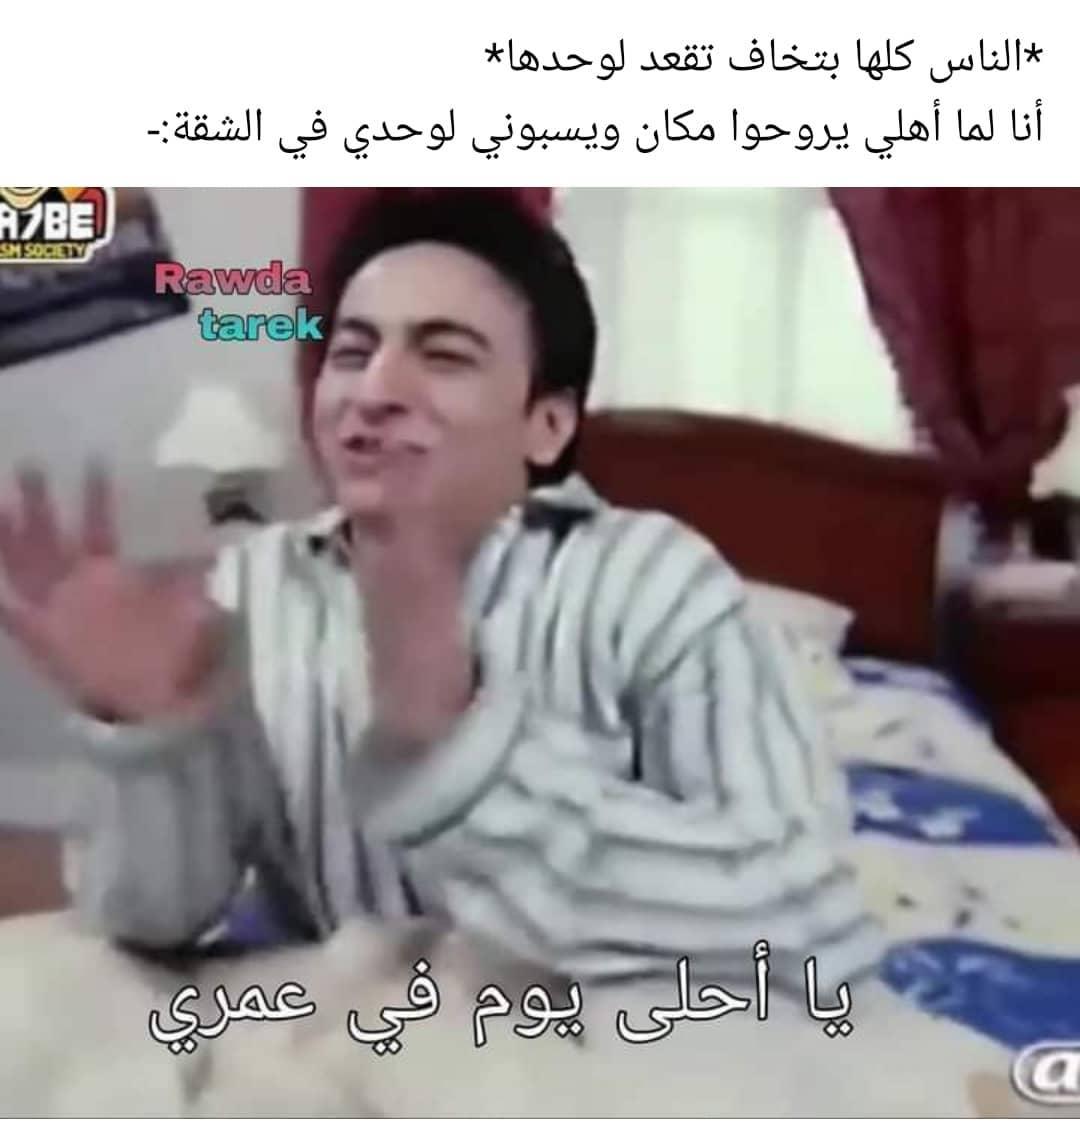 *الناس كلها بتخاف تقعد لوحدها*
أنا لما أهلي يروحوا مكان ويسبوني لوحدي في الشقة:-
A7BE
SM SOCIETY
Rawda
tarek
يا أحلى يوم في عمري
a